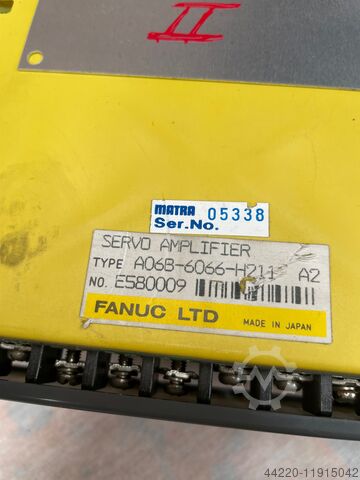 II
MATRA 05338
Ser.No.
SERVO AMPLIFIER
TYPE A06B-6066-H211 A2
NO. E580009
FANUC LTD MADE IN JAPAN
44220-11915042